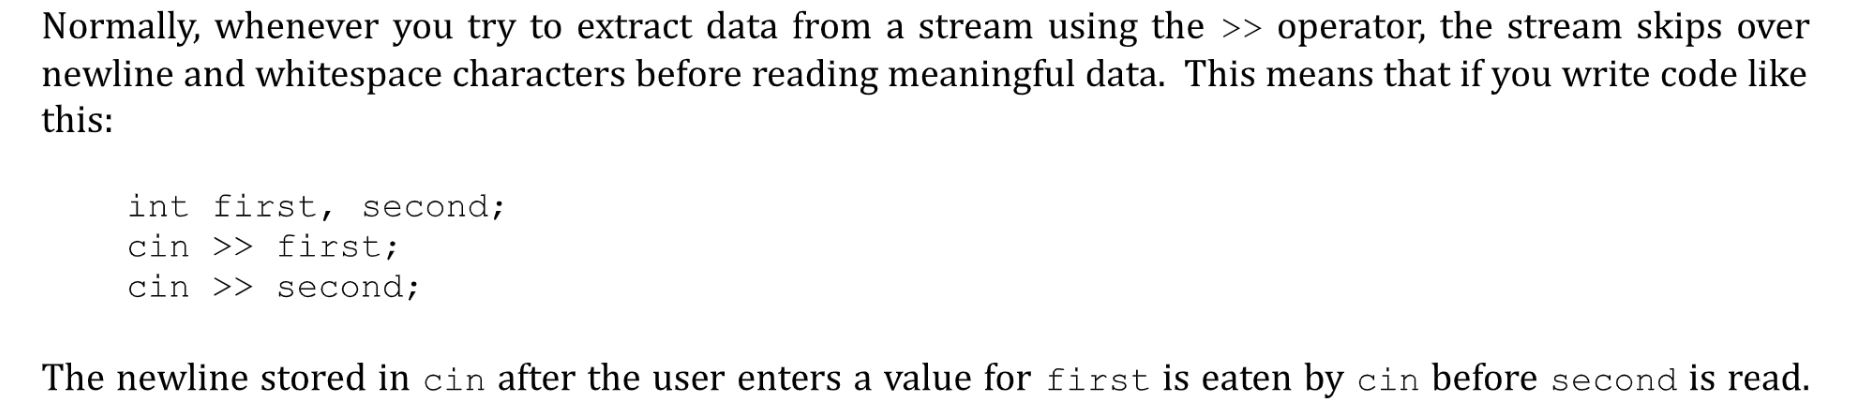 Normally, whenever you try to extract data from a stream using the >> operator, the stream skips over
newline and whitespace characters before reading meaningful data.  This means that if you write code like
this:
int first, second;
cin >> first;
cin >> second;
The newline stored in cin after the user enters a value for first is eaten by cin before second is read.